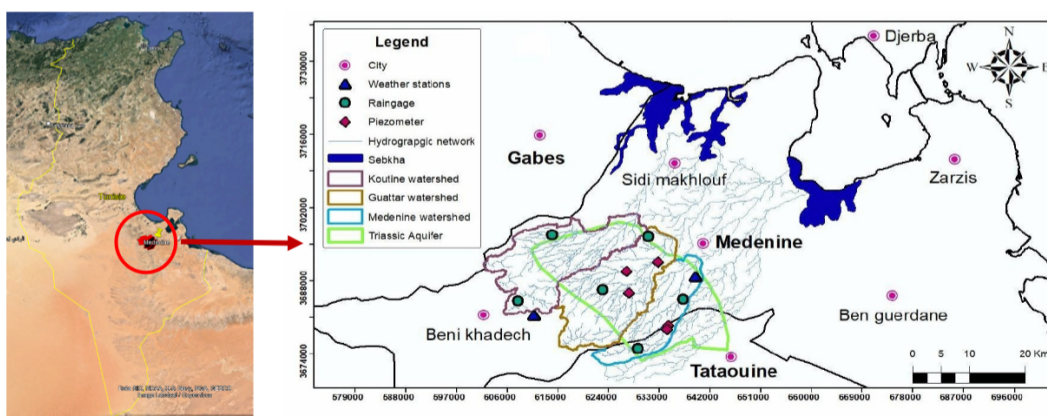 Medenine
Legend
City
Weather stations
Raingage
Piezometer
Hydrograpgic network
Sebkha
Koutine watershed
Guattar watershed
Medenine watershed
Triassic Aquifer
N
W
E
S
Djerba
Gabes
Sidi makhlouf
Zarzis
Medenine
Beni khadech
Ben guerdane
Tataouine
0 5 10 20 Km
3730000
3716000
3702000
3688000
3674000
579000 588000 597000 606000 615000 624000 633000 642000 651000 660000 669000 678000 687000 696000